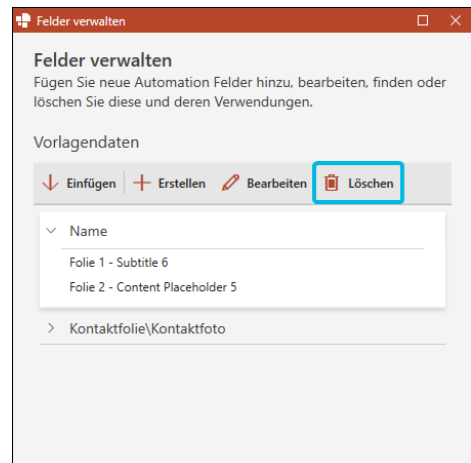 Felder verwalten
Felder verwalten
Fügen Sie neue Automation Felder hinzu, bearbeiten, finden oder
löschen Sie diese und deren Verwendungen.
Vorlagendaten
Einfügen Erstellen Bearbeiten Löschen
Name
Folie 1 - Subtitle 6
Folie 2 - Content Placeholder 5
Kontaktfolie\Kontaktfoto